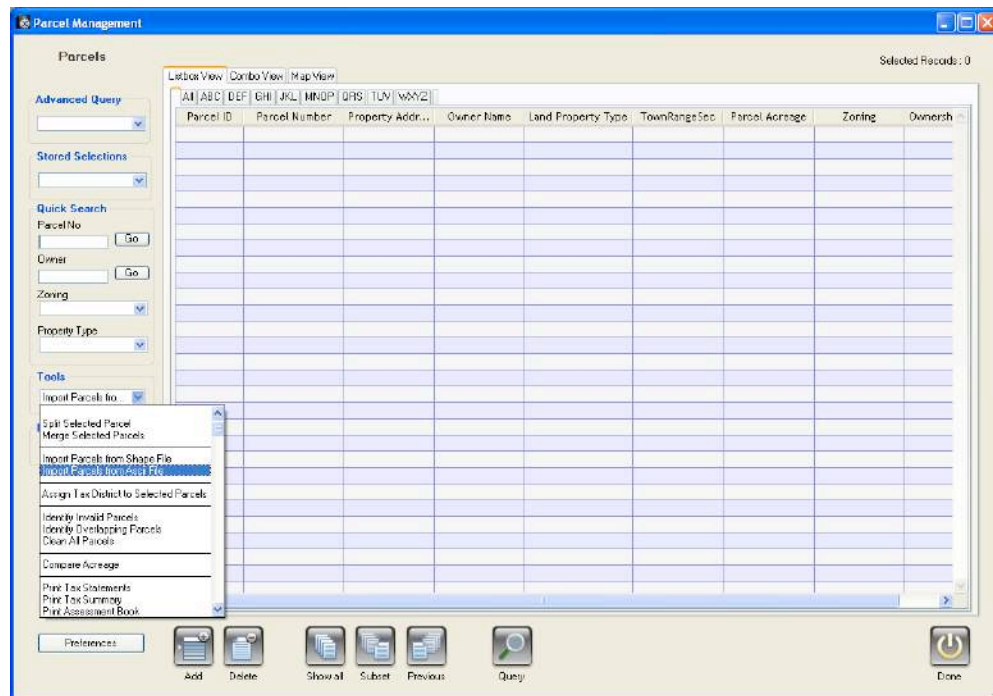 Parcel Management
Parcels
Selected Records : 0
Listbox View Combo View Map View
All ABC DEF GHI JKL MNOP QRS TUV WXYZ
Parcel ID Parcel Number Property Addr... Owner Name Land Property Type TownRangeSec Parcel Acreage Zoning Ownersh
Advanced Query
Stored Selections
Quick Search
Parcel No
Go
Owner
Go
Zoning
Property Type
Tools
Import Parcels fro...
Split Selected Parcel
Merge Selected Parcels
Import Parcels from Shape File
Import Parcels from Ascii File
Assign Tax District to Selected Parcels
Identify Invalid Parcels
Identify Overlapping Parcels
Clean All Parcels
Compare Acreage
Print Tax Statements
Print Tax Summary
Print Assessment Book
Preferences
Add Delete Show all Subset Previous Query Done